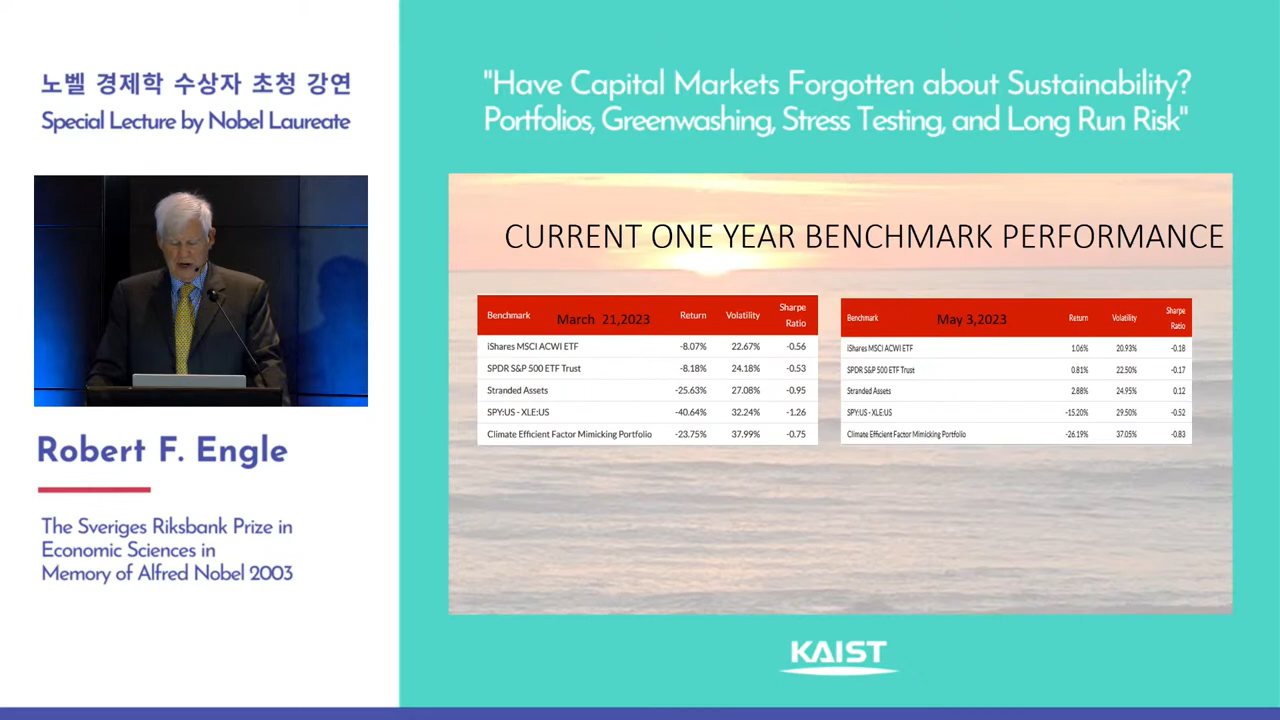 노벨 경제학 수상자 초청 강연
Special Lecture by Nobel Laureate
Robert F. Engle
The Sveriges Riksbank Prize in
Economic Sciences in
Memory of Alfred Nobel 2003
"Have Capital Markets Forgotten about Sustainability?
Portfolios, Greenwashing, Stress Testing, and Long Run Risk"
CURRENT ONE YEAR BENCHMARK PERFORMANCE
Benchmark March 21,2023 Return Volatility Sharpe Ratio
iShares MSCI ACWI ETF -8.07% 22.67% -0.56
SPDR S&P 500 ETF Trust -8.18% 24.18% -0.53
Stranded Assets -25.63% 27.08% -0.95
SPY:US - XLE:US -40.64% 32.24% -1.26
Climate Efficient Factor Mimicking Portfolio -23.75% 37.99% -0.75
Benchmark May 3,2023 Return Volatility Sharpe Ratio
iShares MSCI ACWI ETF 1.06% 20.93% -0.18
SPDR S&P 500 ETF Trust 0.81% 22.50% -0.17
Stranded Assets 2.88% 24.95% 0.12
SPY:US - XLE:US -15.20% 29.50% -0.52
Climate Efficient Factor Mimicking Portfolio -26.19% 37.05% -0.83
KAIST